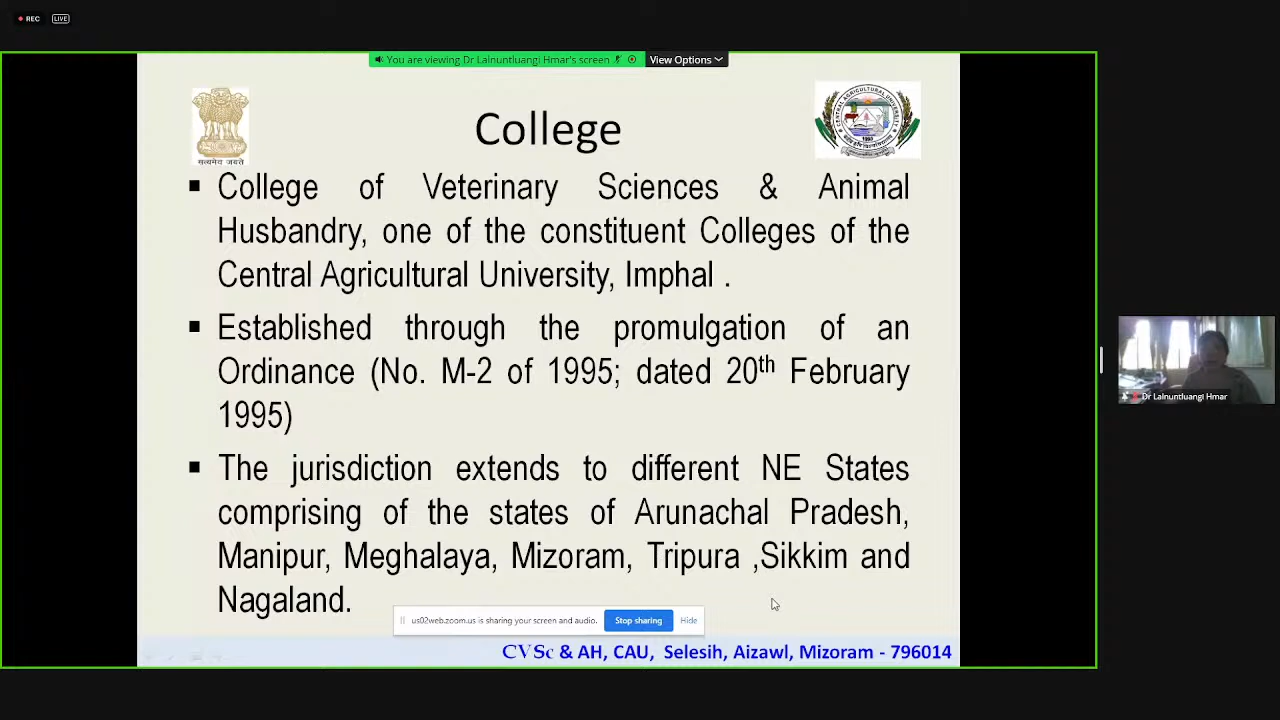 REC
LIVE
You are viewing Dr Lalnuntluangi Hmar's screen
View Options
सत्यमेव जयते
College
▪ College of Veterinary Sciences & Animal
Husbandry, one of the constituent Colleges of the
Central Agricultural University, Imphal .
▪ Established through the promulgation of an
Ordinance (No. M-2 of 1995; dated 20th February
1995)
▪ The jurisdiction extends to different NE States
comprising of the states of Arunachal Pradesh,
Manipur, Meghalaya, Mizoram, Tripura ,Sikkim and
Nagaland.
us02web.zoom.us is sharing your screen and audio.
Stop sharing
Hide
CVSc & AH, CAU, Selesih, Aizawl, Mizoram - 796014
Dr Lalnuntluangi Hmar